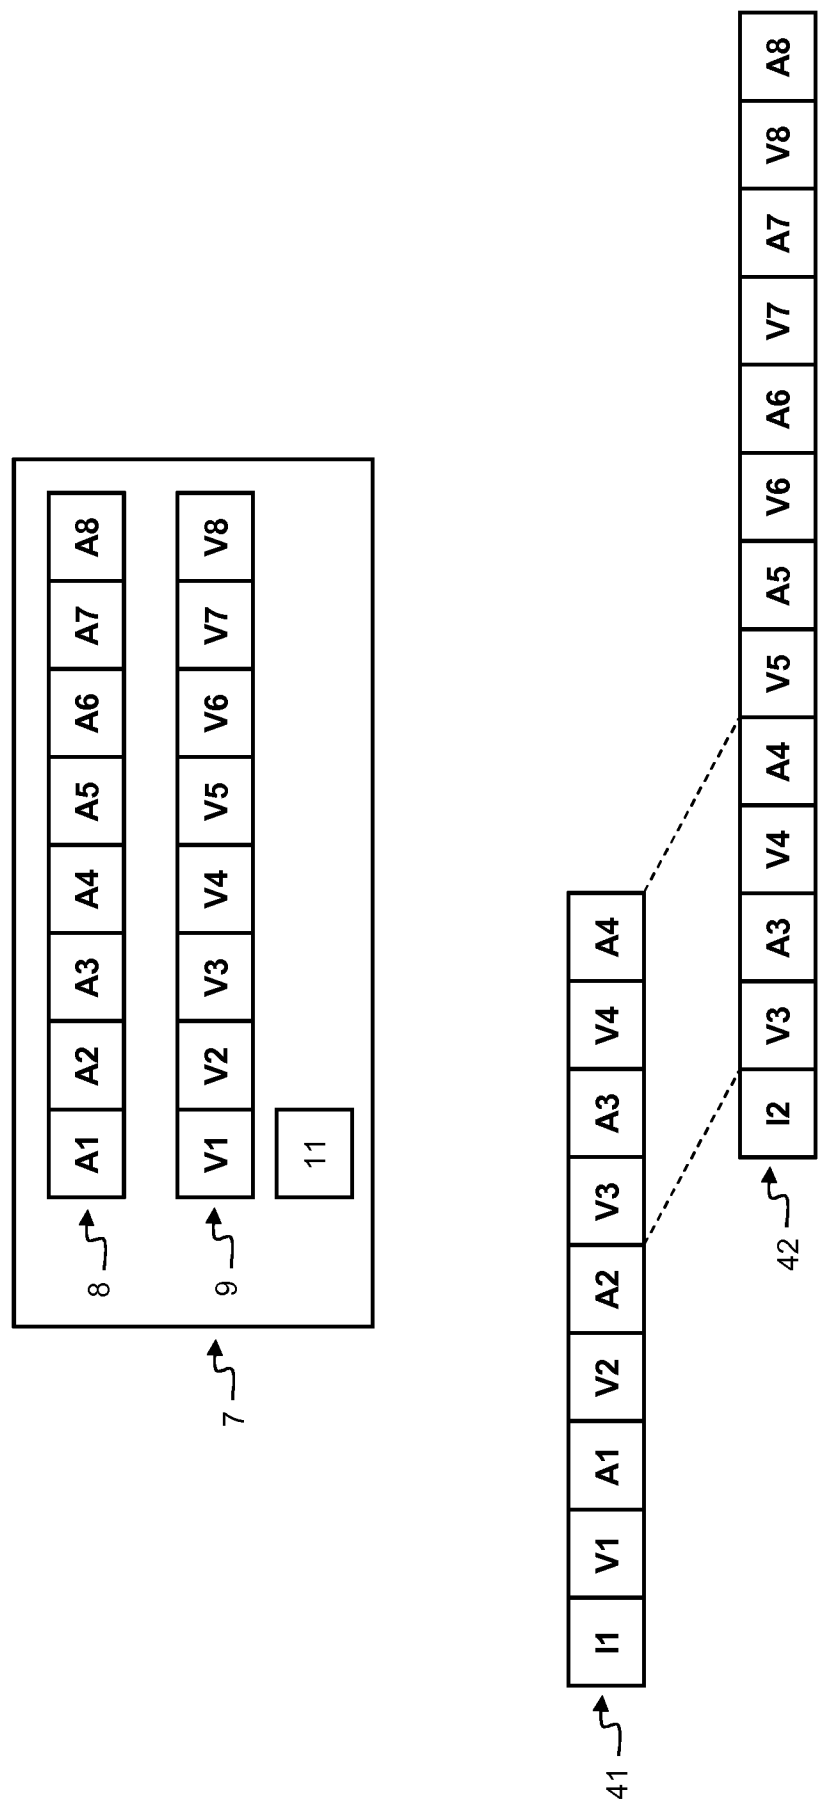 8 A1 A2 A3 A4 A5 A6 A7 A8
9 V1 V2 V3 V4 V5 V6 V7 V8
7
11
41 I1 V1 A1 V2 A2 V3 A3 V4 A4
42 I2 V3 A3 V4 A4 V5 A5 V6 A6 V7 A7 V8 A8